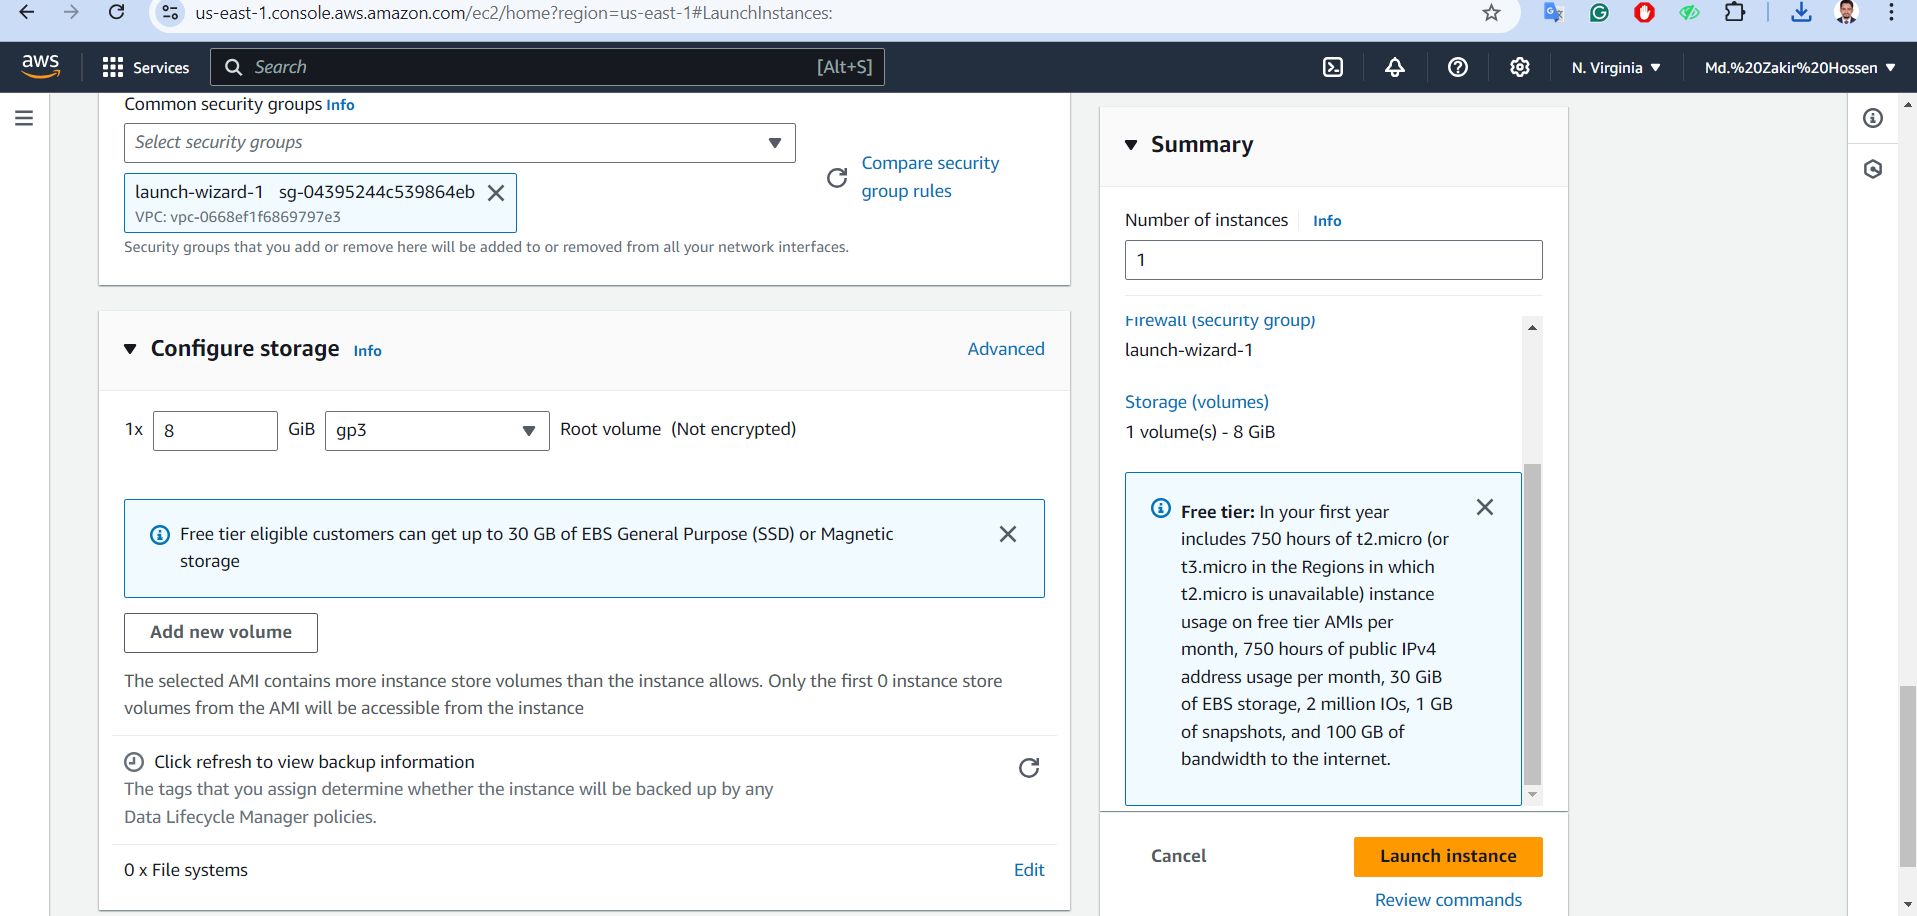 us-east-1.console.aws.amazon.com/ec2/home?region=us-east-1#LaunchInstances:
aws
Services
Search
[Alt+S]
N. Virginia
Md.%20Zakir%20Hossen
Common security groups Info
Select security groups
launch-wizard-1 sg-04395244c539864eb
VPC: vpc-0668ef1f6869797e3
Compare security
group rules
Security groups that you add or remove here will be added to or removed from all your network interfaces.
Configure storage Info
Advanced
1x 8 GiB gp3 Root volume (Not encrypted)
Free tier eligible customers can get up to 30 GB of EBS General Purpose (SSD) or Magnetic
storage
Add new volume
The selected AMI contains more instance store volumes than the instance allows. Only the first 0 instance store
volumes from the AMI will be accessible from the instance
Click refresh to view backup information
The tags that you assign determine whether the instance will be backed up by any
Data Lifecycle Manager policies.
0 x File systems
Edit
Summary
Number of instances Info
1
Firewall (security group)
launch-wizard-1
Storage (volumes)
1 volume(s) - 8 GiB
Free tier: In your first year
includes 750 hours of t2.micro (or
t3.micro in the Regions in which
t2.micro is unavailable) instance
usage on free tier AMIs per
month, 750 hours of public IPv4
address usage per month, 30 GiB
of EBS storage, 2 million IOs, 1 GB
of snapshots, and 100 GB of
bandwidth to the internet.
Cancel
Launch instance
Review commands